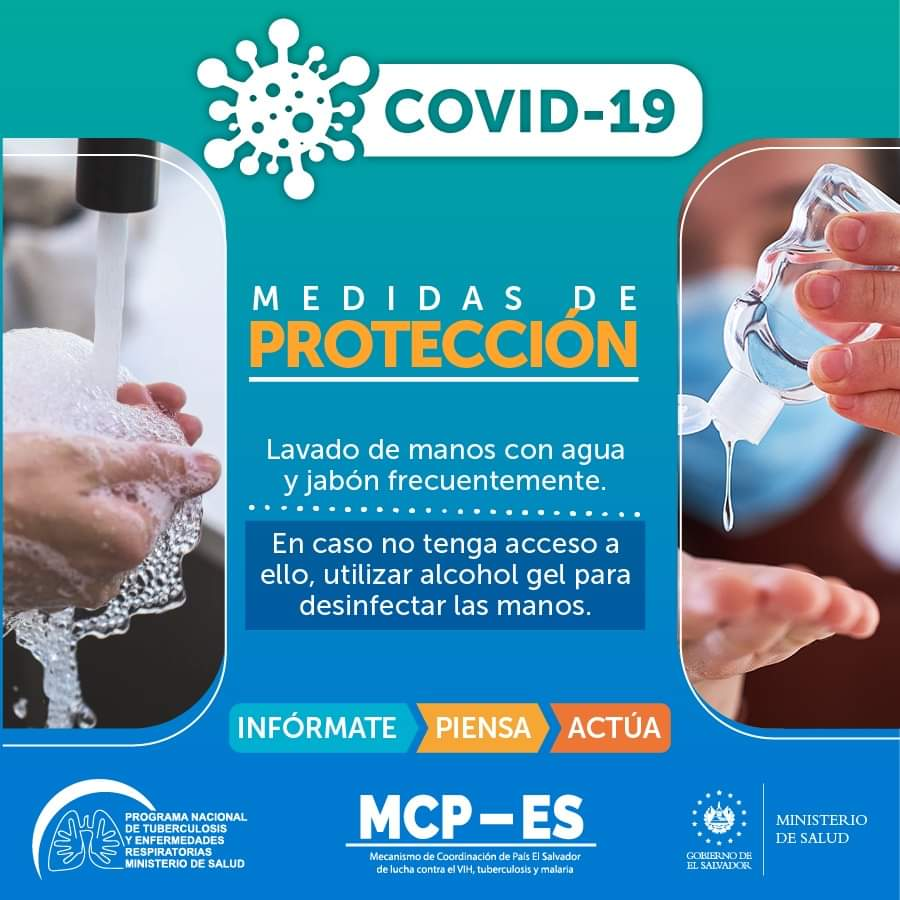 COVID-19
MEDIDAS DE
PROTECCIÓN
Lavado de manos con agua
y jabón frecuentemente.
En caso no tenga acceso a
ello, utilizar alcohol gel para
desinfectar las manos.
INFÓRMATE PIENSA ACTÚA
PROGRAMA NACIONAL
DE TUBERCULOSIS
Y ENFERMEDADES
RESPIRATORIAS
MINISTERIO DE SALUD
MCP-ES
Mecanismo de Coordinación de País El Salvador
de lucha contra el VIH, tuberculosis y malaria
GOBIERNO DE
EL SALVADOR
MINISTERIO
DE SALUD